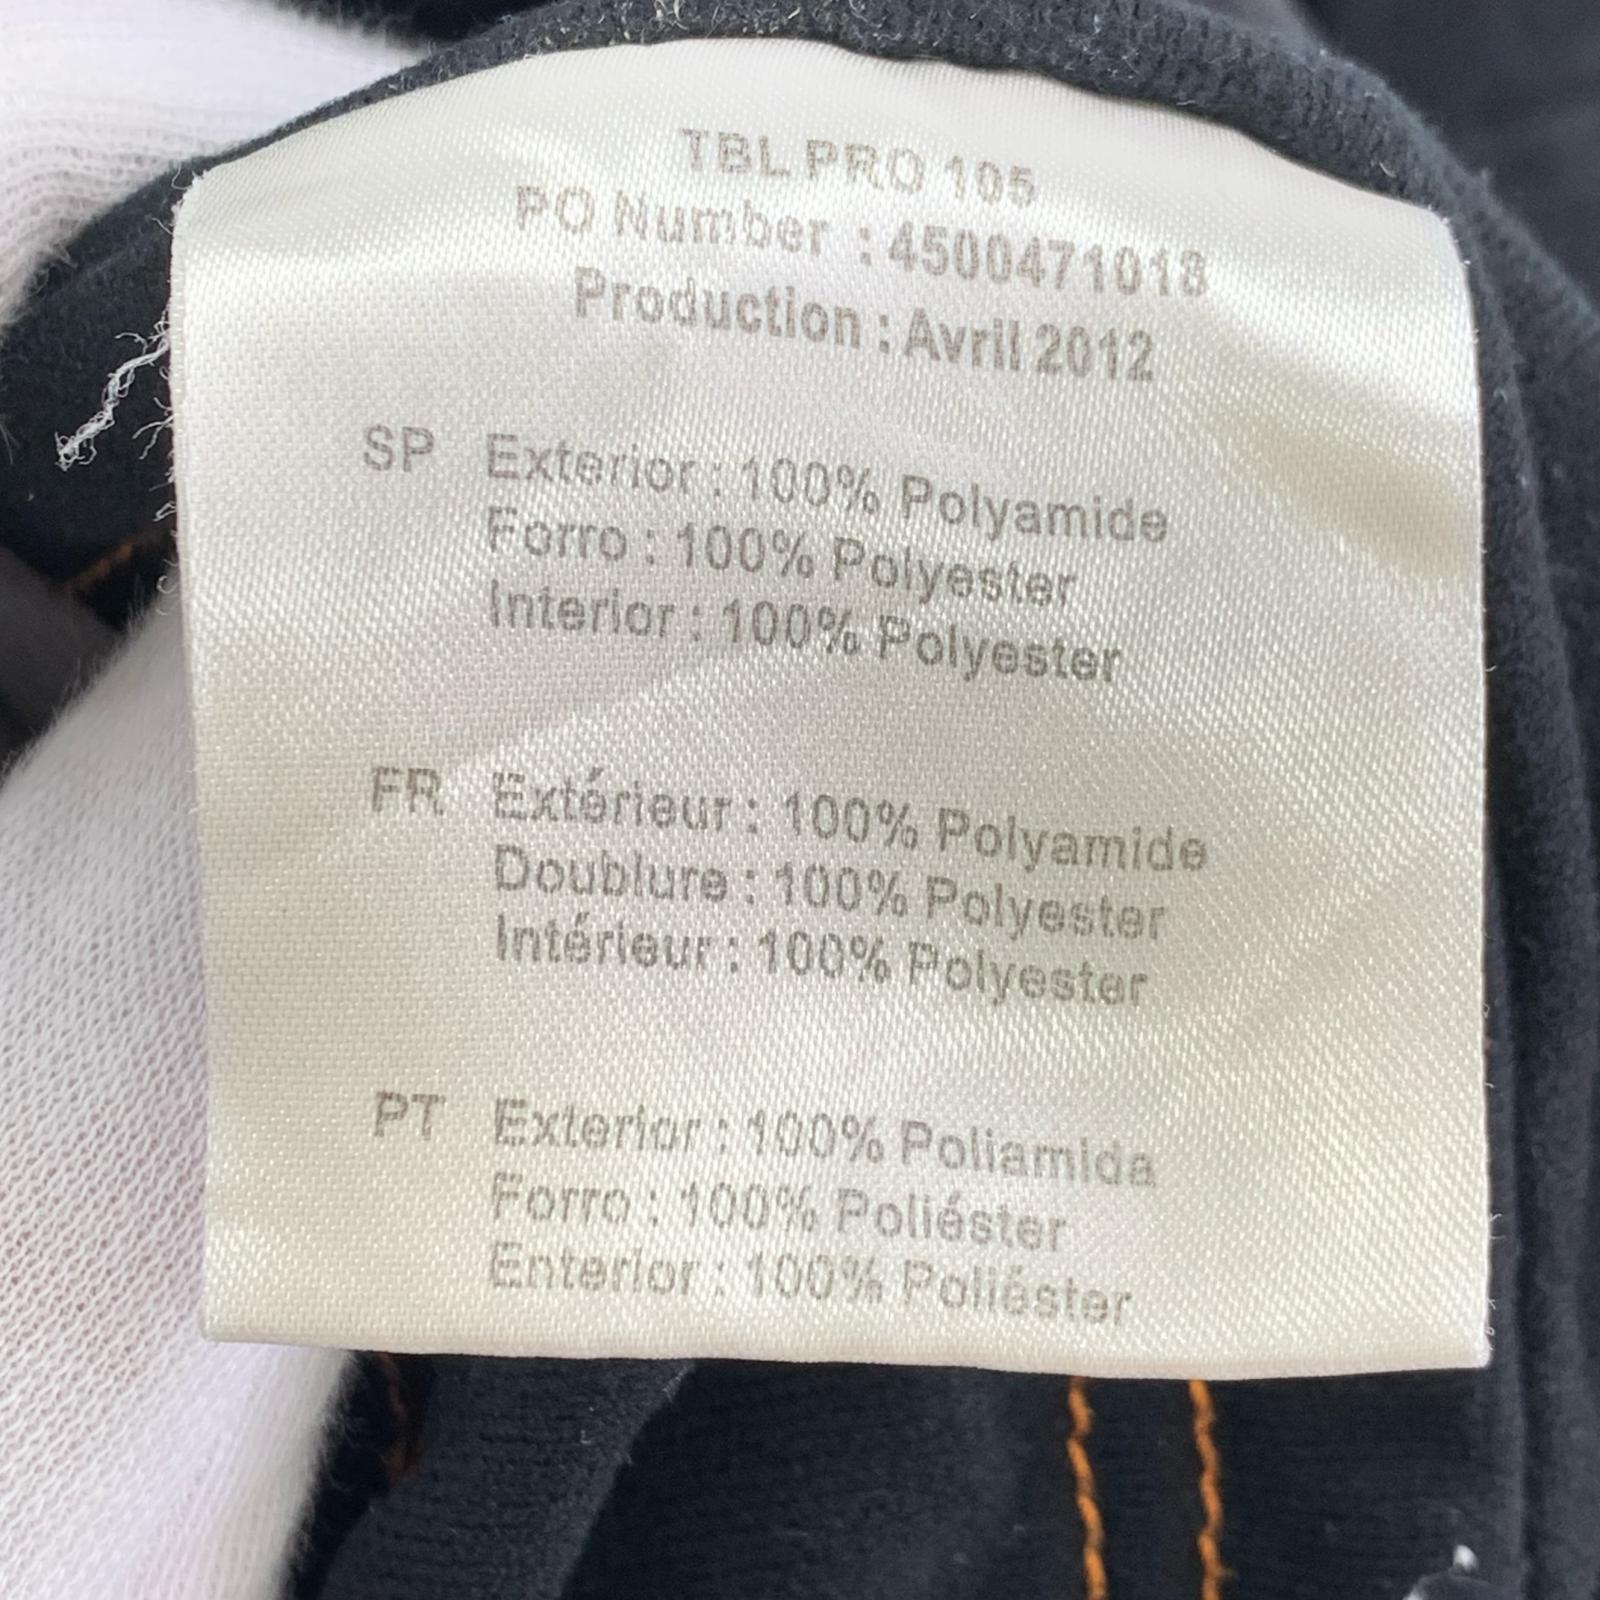 TBL PRO 105
PO Number : 4500471018
Production : Avril 2012
SP Exterior : 100% Polyamide
Forro : 100% Polyester
Interior : 100% Polyester
FR Extérieur : 100% Polyamide
Doublure : 100% Polyester
Intérieur : 100% Polyester
PT Exterior : 100% Poliamida
Forro : 100% Poliéster
Enterior : 100% Poliéster